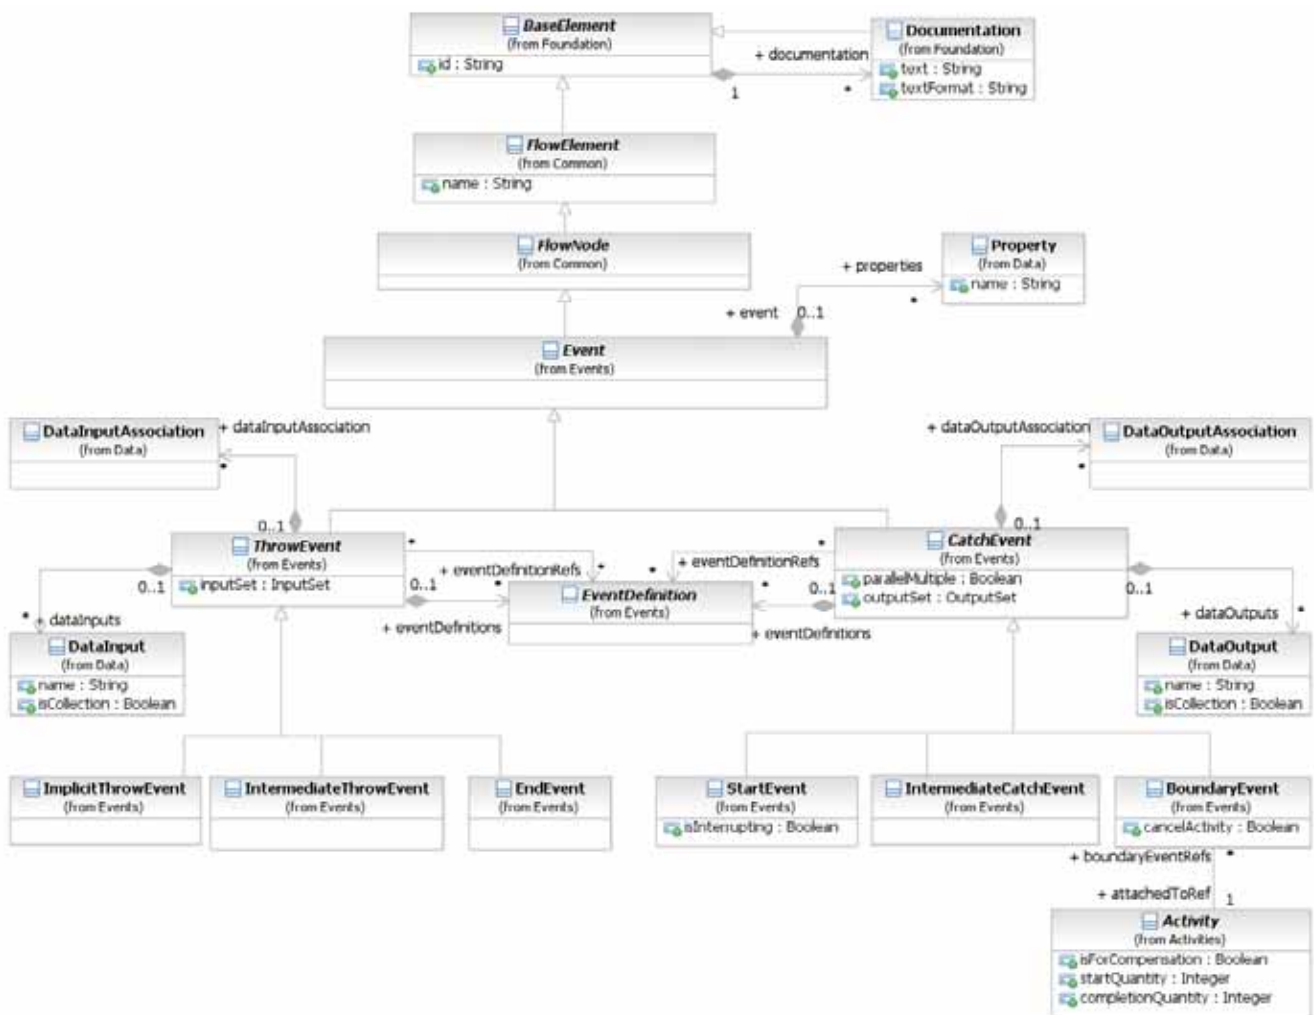 BaseElement
(from Foundation)
id : String
Documentation
(from Foundation)
text : String
textFormat : String
+ documentation
1
*
FlowElement
(from Common)
name : String
FlowNode
(from Common)
Property
(from Data)
name : String
+ properties
*
+ event
0..1
Event
(from Events)
DataInputAssociation
(from Data)
+ dataInputAssociation
*
+ dataOutputAssociation
*
DataOutputAssociation
(from Data)
0..1
0..1
ThrowEvent
(from Events)
inputSet : InputSet
*
+ eventDefinitionRefs
*
0..1
*
+ eventDefinitions
EventDefinition
(from Events)
*
+ eventDefinitionRefs
*
*
0..1
+ eventDefinitions
CatchEvent
(from Events)
parallelMultiple : Boolean
outputSet : OutputSet
0..1
* + dataInputs
DataInput
(from Data)
name : String
isCollection : Boolean
0..1
+ dataOutputs
*
DataOutput
(from Data)
name : String
isCollection : Boolean
ImplicitThrowEvent
(from Events)
IntermediateThrowEvent
(from Events)
EndEvent
(from Events)
StartEvent
(from Events)
isInterrupting : Boolean
IntermediateCatchEvent
(from Events)
BoundaryEvent
(from Events)
cancelActivity : Boolean
+ boundaryEventRefs
*
+ attachedToRef
1
Activity
(from Activities)
isForCompensation : Boolean
startQuantity : Integer
completionQuantity : Integer